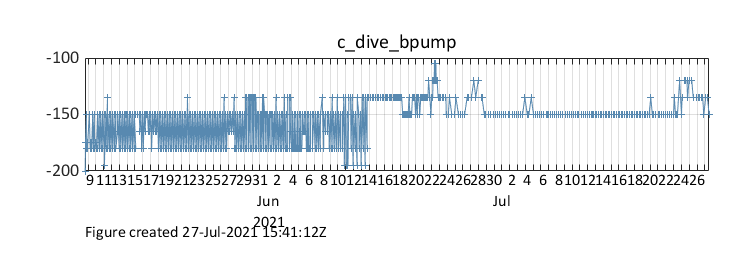 c_dive_bpump
-100
-150
-200
9 11 13 15 17 19 21 23 25 27 29 31 2 4 6 8 10 12 14 16 18 20 22 24 26 28 30 2 4 6 8 10 12 14 16 18 20 22 24 26
Jun Jul
2021
Figure created 27-Jul-2021 15:41:12Z